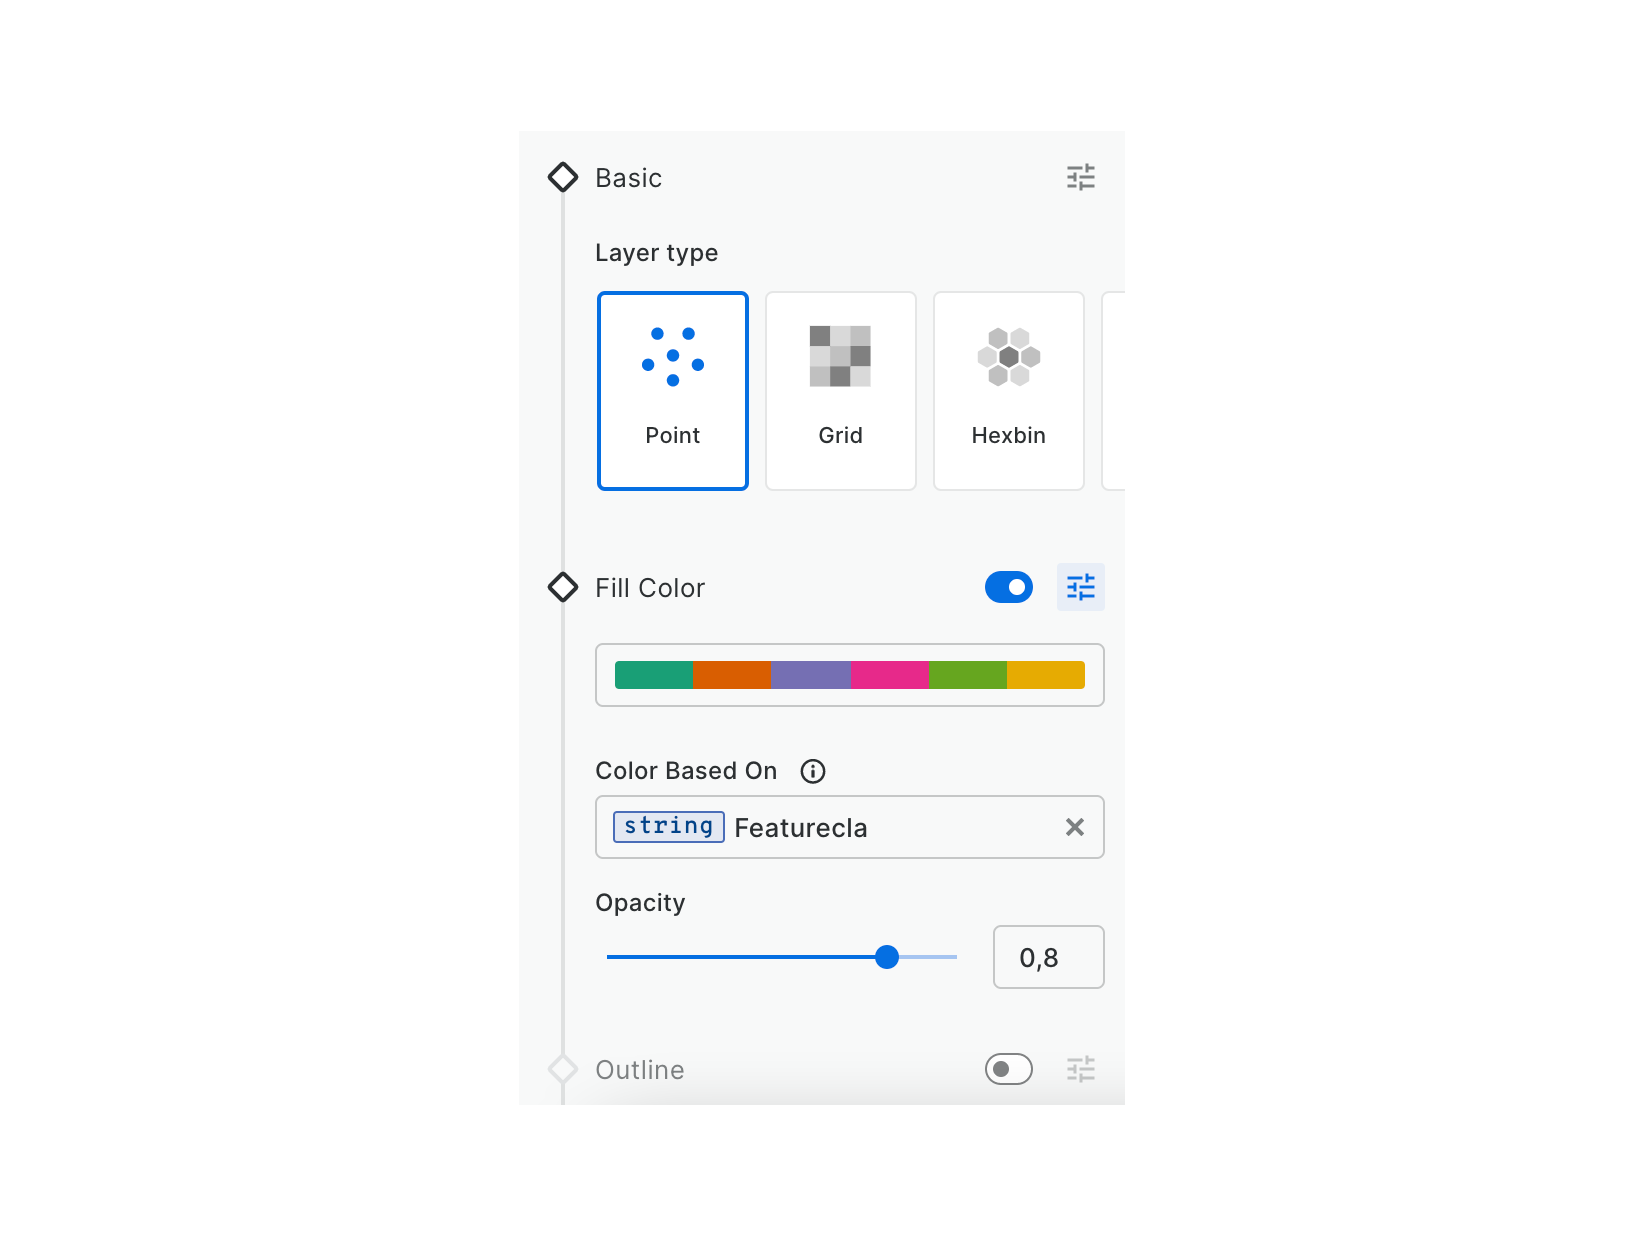 Basic
Layer type
Point
Grid
Hexbin
Fill Color
Color Based On
string Featurecla
Opacity
0,8
Outline